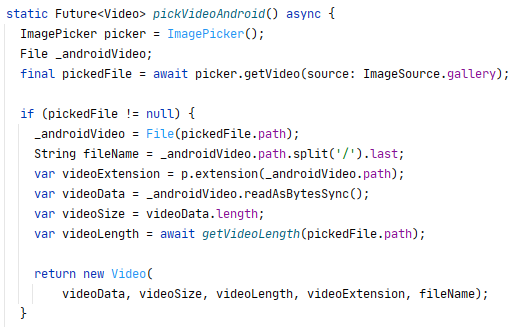 static Future<Video> pickVideoAndroid() async {
  ImagePicker picker = ImagePicker();
  File _androidVideo;
  final pickedFile = await picker.getVideo(source: ImageSource.gallery);

  if (pickedFile != null) {
    _androidVideo = File(pickedFile.path);
    String fileName = _androidVideo.path.split('/').last;
    var videoExtension = p.extension(_androidVideo.path);
    var videoData = _androidVideo.readAsBytesSync();
    var videoSize = videoData.length;
    var videoLength = await getVideoLength(pickedFile.path);

    return new Video(
        videoData, videoSize, videoLength, videoExtension, fileName);
  }